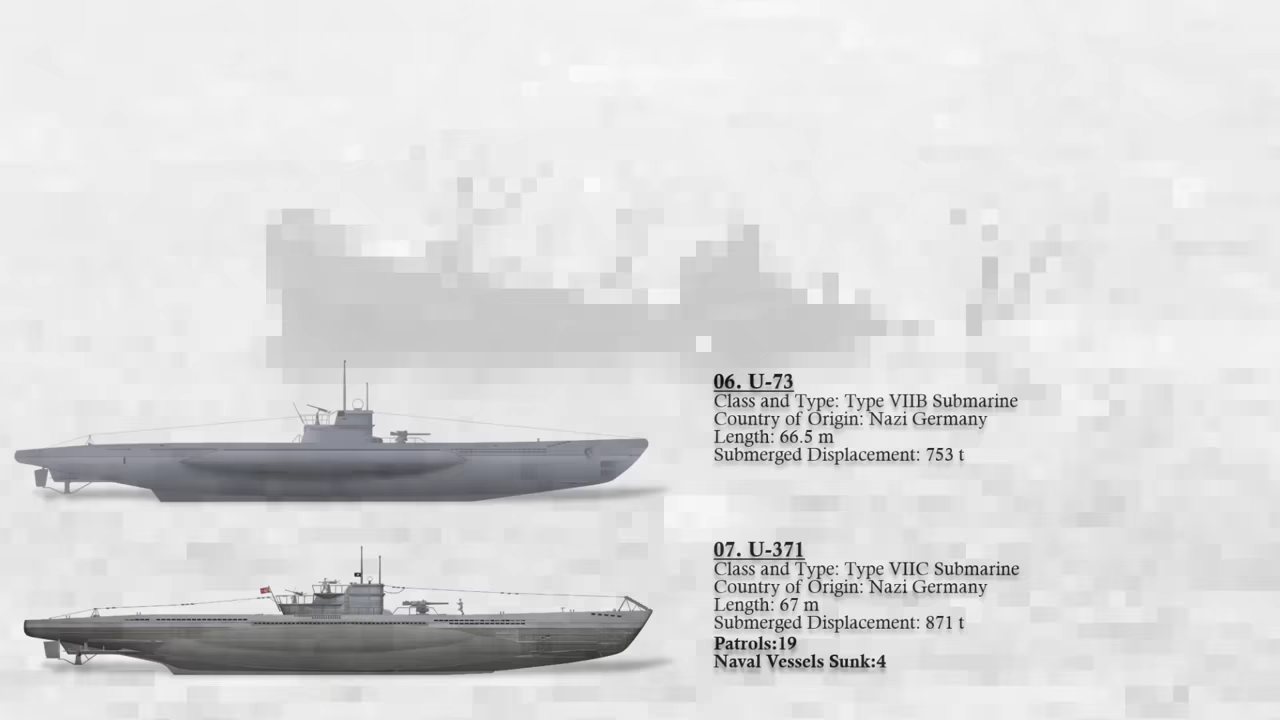 06. U-73
Class and Type: Type VIIB Submarine
Country of Origin: Nazi Germany
Length: 66.5 m
Submerged Displacement: 753 t
07. U-371
Class and Type: Type VIIC Submarine
Country of Origin: Nazi Germany
Length: 67 m
Submerged Displacement: 871 t
Patrols:19
Naval Vessels Sunk:4